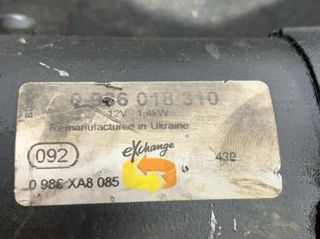 0 986 018 310
12V 1.4kW
Remanufactured in Ukraine
092
eXchange
430
0 986 XA8 085